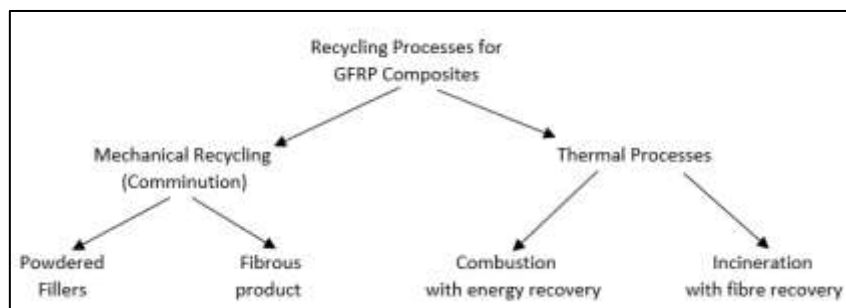 Recycling Processes for
GFRP Composites
Mechanical Recycling
(Comminution)
Thermal Processes
Powdered
Fillers
Fibrous
product
Combustion
with energy recovery
Incineration
with fibre recovery